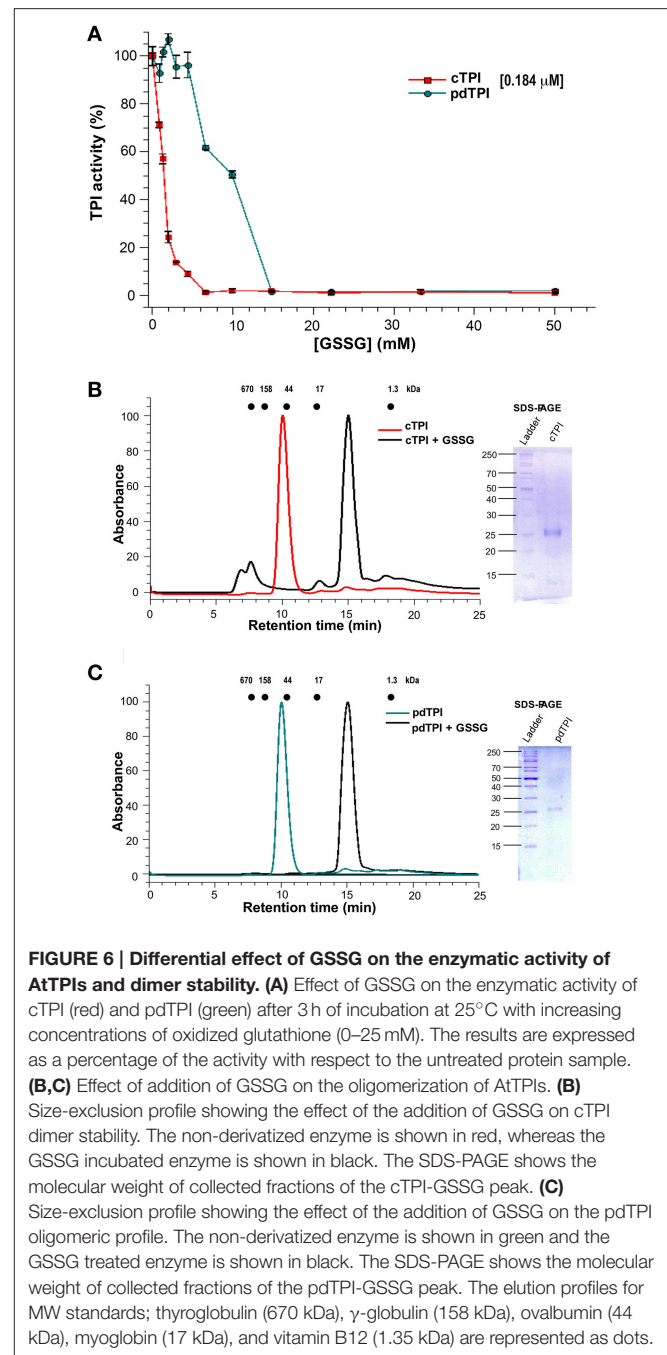 A
100
80
60
40
20
0
TPI activity (%)
cTPI [0.184 µM]
pdTPI
0 10 20 30 40 50
[GSSG] (mM)
B
670 158 44 17 1.3 kDa
100
80
60
40
20
0
Absorbance
cTPI
cTPI + GSSG
0 5 10 15 20 25
Retention time (min)
SDS-PAGE
Ladder
cTPI
250
70
50
40
30
25
20
15
C
670 158 44 17 1.3 kDa
100
80
60
40
20
0
Absorbance
pdTPI
pdTPI + GSSG
0 5 10 15 20 25
Retention time (min)
SDS-PAGE
Ladder
pdTPI
250
70
50
40
30
25
20
15
FIGURE 6 | Differential effect of GSSG on the enzymatic activity of
AtTPIs and dimer stability. (A) Effect of GSSG on the enzymatic activity of
cTPI (red) and pdTPI (green) after 3 h of incubation at 25°C with increasing
concentrations of oxidized glutathione (0–25 mM). The results are expressed
as a percentage of the activity with respect to the untreated protein sample.
(B,C) Effect of addition of GSSG on the oligomerization of AtTPIs. (B)
Size-exclusion profile showing the effect of the addition of GSSG on cTPI
dimer stability. The non-derivatized enzyme is shown in red, whereas the
GSSG incubated enzyme is shown in black. The SDS-PAGE shows the
molecular weight of collected fractions of the cTPI-GSSG peak. (C)
Size-exclusion profile showing the effect of the addition of GSSG on the pdTPI
oligomeric profile. The non-derivatized enzyme is shown in green and the
GSSG treated enzyme is shown in black. The SDS-PAGE shows the molecular
weight of collected fractions of the pdTPI-GSSG peak. The elution profiles for
MW standards; thyroglobulin (670 kDa), γ-globulin (158 kDa), ovalbumin (44
kDa), myoglobin (17 kDa), and vitamin B12 (1.35 kDa) are represented as dots.